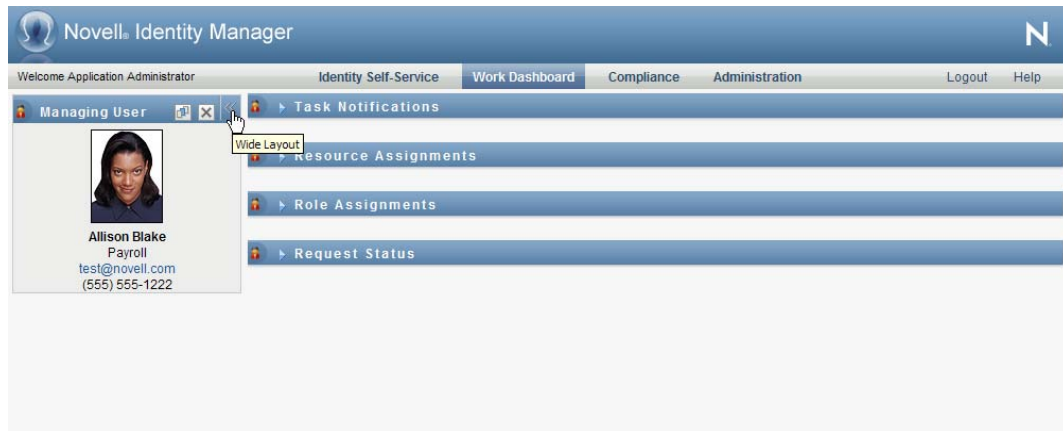 Novell® Identity Manager
N
Welcome Application Administrator
Identity Self-Service Work Dashboard Compliance Administration Logout Help
Managing User
Task Notifications
Wide Layout
Resource Assignments
Role Assignments
Request Status
Allison Blake
Payroll
test@novell.com
(555) 555-1222